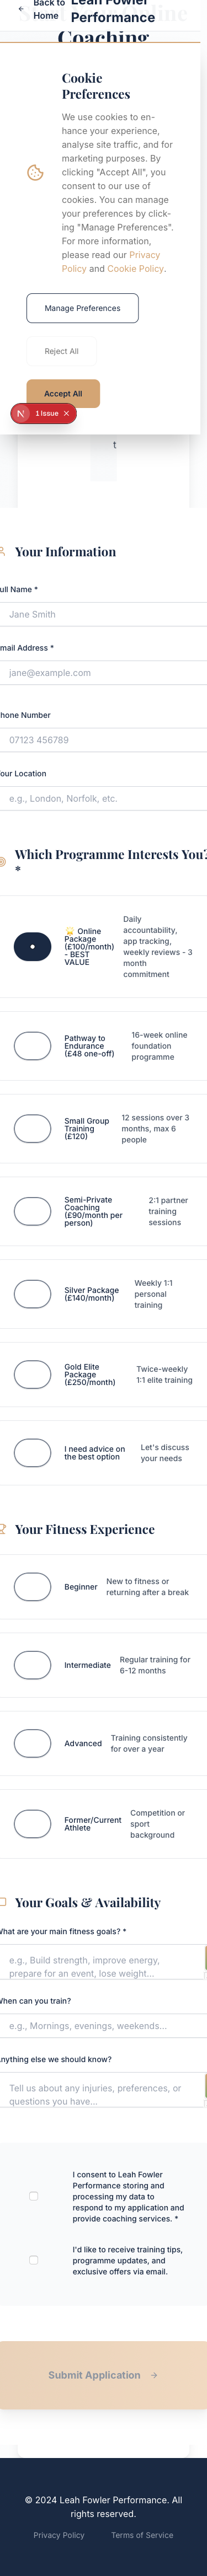 Back to
Home
Leah Fowler
Performance
Online
Coaching
Cookie
Preferences
We use cookies to en-
hance your experience,
analyse site traffic, and for
marketing purposes. By
clicking "Accept All", you
consent to our use of
cookies. You can manage
your preferences by click-
ing "Manage Preferences".
For more information,
please read our Privacy
Policy and Cookie Policy.
Manage Preferences
Reject All
Accept All
N 1 Issue
t
Your Information
ull Name *
Jane Smith
mail Address *
jane@example.com
hone Number
07123 456789
our Location
e.g., London, Norfolk, etc.
Which Programme Interests You?
*
Online
Package
(£100/month)
- BEST
VALUE
Daily
accountability,
app tracking,
weekly reviews - 3
month
commitment
Pathway to
Endurance
(£48 one-off)
16-week online
foundation
programme
Small Group
Training
(£120)
12 sessions over 3
months, max 6
people
Semi-Private
Coaching
(£90/month per
person)
2:1 partner
training
sessions
Silver Package
(£140/month)
Weekly 1:1
personal
training
Gold Elite
Package
(£250/month)
Twice-weekly
1:1 elite training
I need advice on
the best option
Let's discuss
your needs
Your Fitness Experience
Beginner
New to fitness or
returning after a break
Intermediate
Regular training for
6-12 months
Advanced
Training consistently
for over a year
Former/Current
Athlete
Competition or
sport
background
Your Goals & Availability
What are your main fitness goals? *
e.g., Build strength, improve energy,
prepare for an event, lose weight...
When can you train?
e.g., Mornings, evenings, weekends...
nything else we should know?
Tell us about any injuries, preferences, or
questions you have...
I consent to Leah Fowler
Performance storing and
processing my data to
respond to my application and
provide coaching services. *
I'd like to receive training tips,
programme updates, and
exclusive offers via email.
Submit Application
© 2024 Leah Fowler Performance. All
rights reserved.
Privacy Policy
Terms of Service